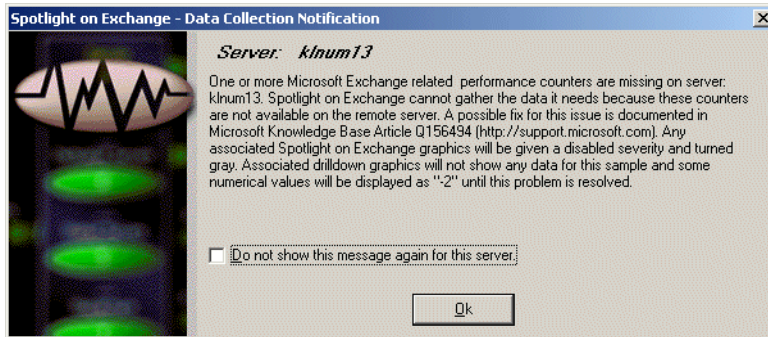 Spotlight on Exchange - Data Collection Notification
Server: klnum13
One or more Microsoft Exchange related performance counters are missing on server:
klnum13. Spotlight on Exchange cannot gather the data it needs because these counters
are not available on the remote server. A possible fix for this issue is documented in
Microsoft Knowledge Base Article Q156494 (http://support.microsoft.com). Any
associated Spotlight on Exchange graphics will be given a disabled severity and turned
gray. Associated drilldown graphics will not show any data for this sample and some
numerical values will be displayed as "-2" until this problem is resolved.
Do not show this message again for this server.
Ok